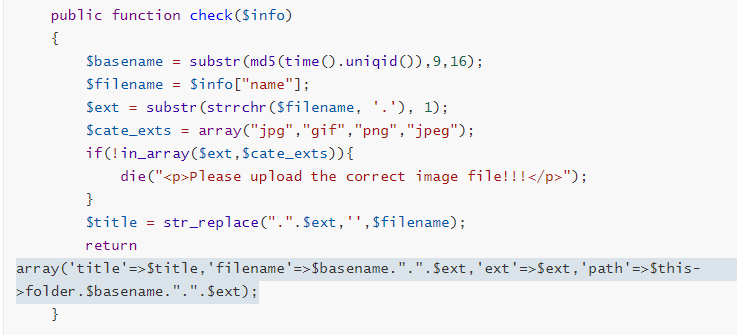 public function check($info)
{
$basename = substr(md5(time().uniqid()),9,16);
$filename = $info["name"];
$ext = substr(strrchr($filename, '.'), 1);
$cate_exts = array("jpg","gif","png","jpeg");
if(!in_array($ext,$cate_exts)){
die("<p>Please upload the correct image file!!!</p>");
}
$title = str_replace(".".$ext,'',$filename);
return
array('title'=>$title,'filename'=>$basename.".".$ext,'ext'=>$ext,'path'=>$this-
>folder.$basename.".".$ext);
}